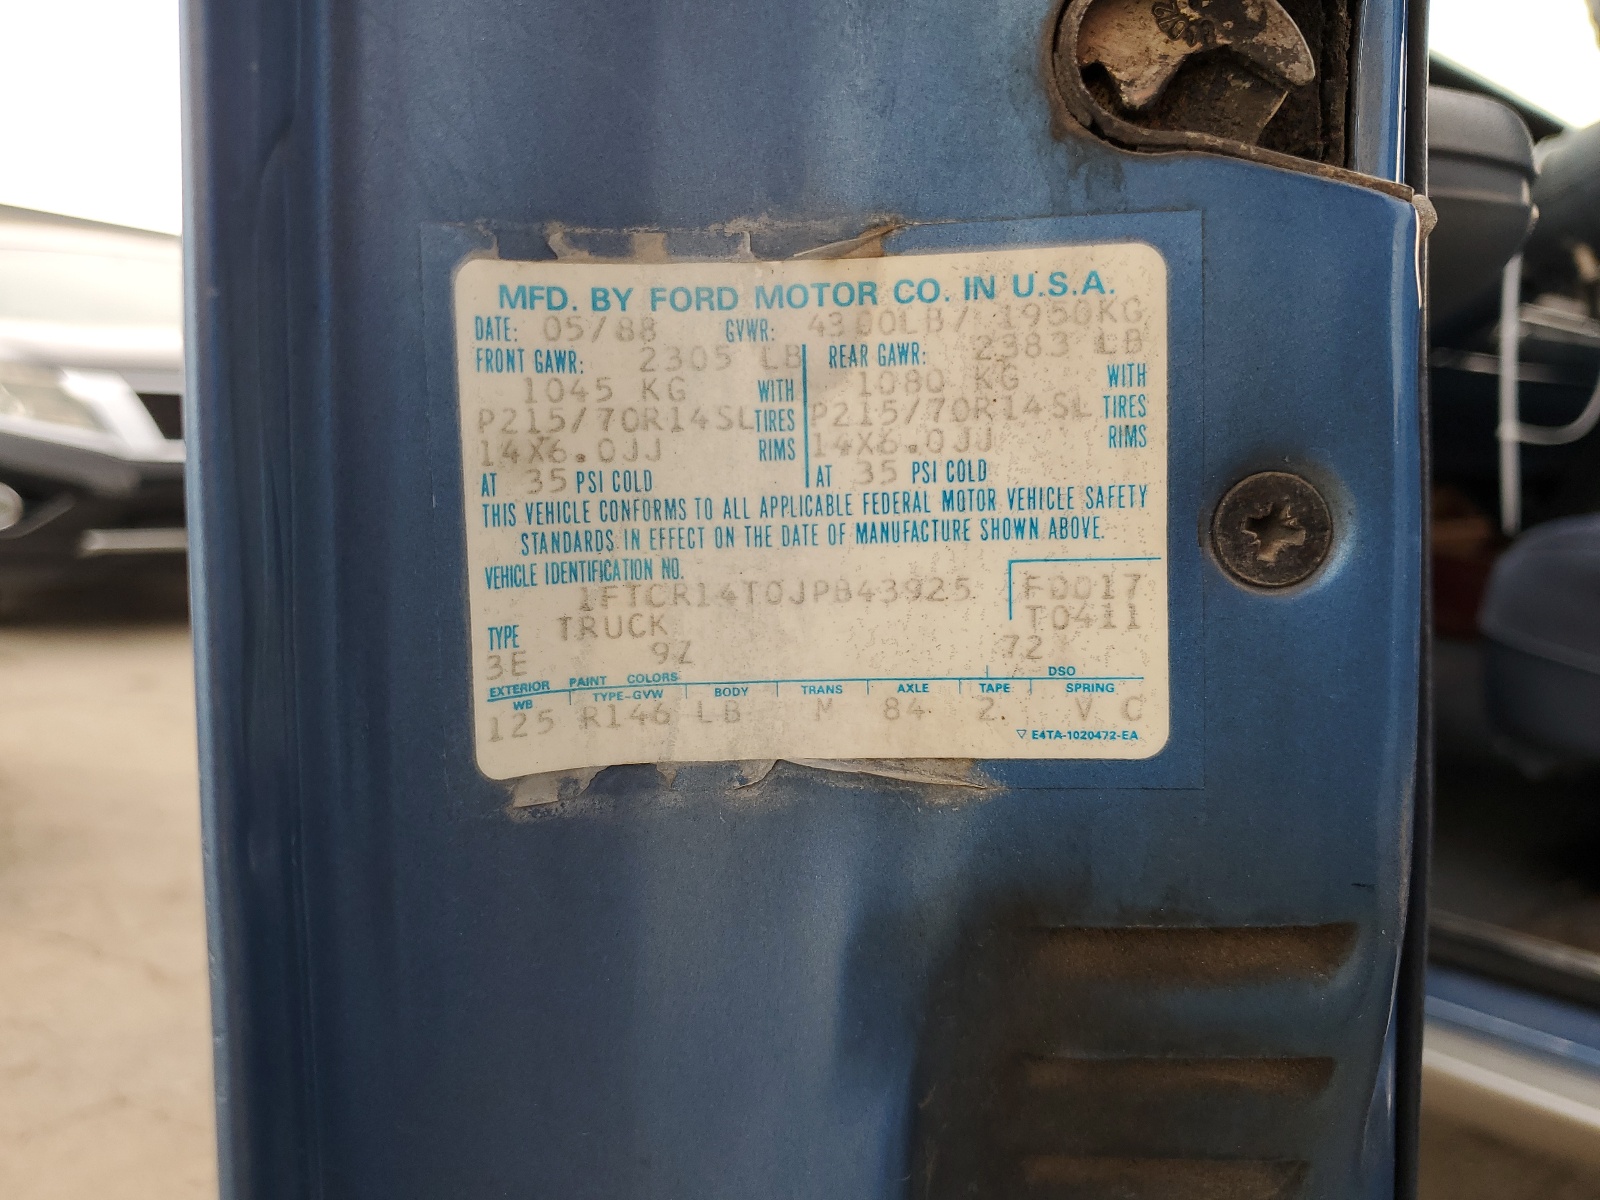 MFD. BY FORD MOTOR CO. IN U.S.A.
DATE: 05/88 GVWR: 4300LB/ 1950KG
FRONT GAWR: 2305 LB REAR GAWR: 2383 LB
1045 KG WITH 1080 KG WITH
P215/70R14SL TIRES P215/70R14SL TIRES
14X6.0JJ RIMS 14X6.0JJ RIMS
AT 35 PSI COLD AT 35 PSI COLD
THIS VEHICLE CONFORMS TO ALL APPLICABLE FEDERAL MOTOR VEHICLE SAFETY
STANDARDS IN EFFECT ON THE DATE OF MANUFACTURE SHOWN ABOVE.
VEHICLE IDENTIFICATION NO.
1FTCR14T0JPB43925 F0017
TYPE TRUCK T0411
3E 9Z 72
EXTERIOR PAINT COLORS DSO
WB TYPE-GVW BODY TRANS AXLE TAPE SPRING
125 R146 LB M 84 2. V C
▽ E4TA-1020472-EA